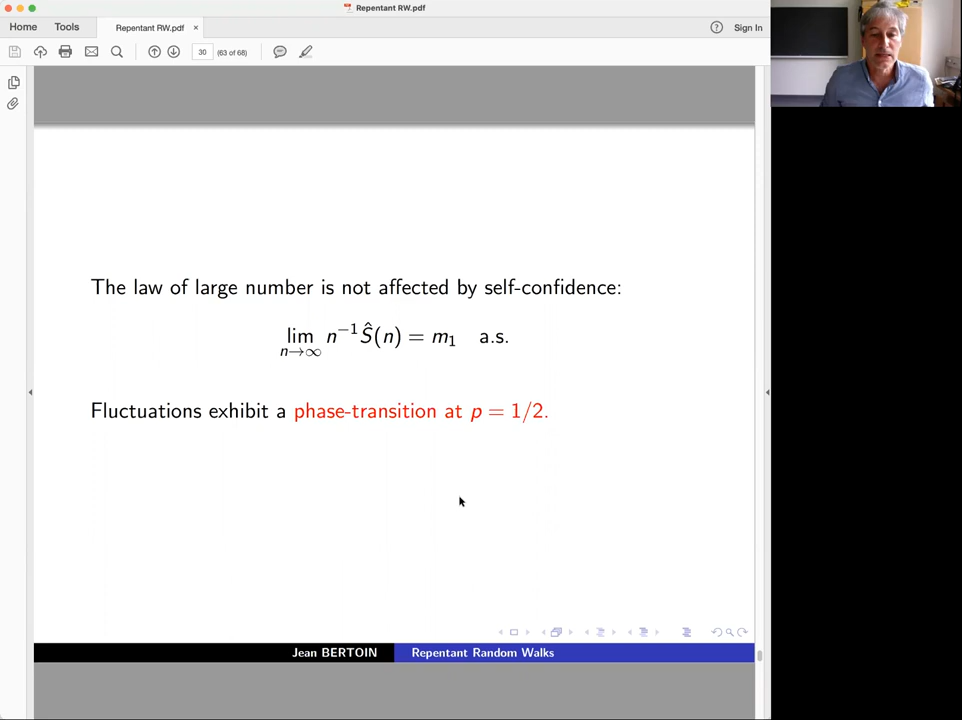 Repentant RW.pdf
Home Tools Repentant RW.pdf × ? Sign In
30 (63 of 68)
The law of large number is not affected by self-confidence:
lim n→∞ n⁻¹Ŝ(n) = m₁ a.s.
Fluctuations exhibit a phase-transition at p = 1/2.
Jean BERTOIN Repentant Random Walks